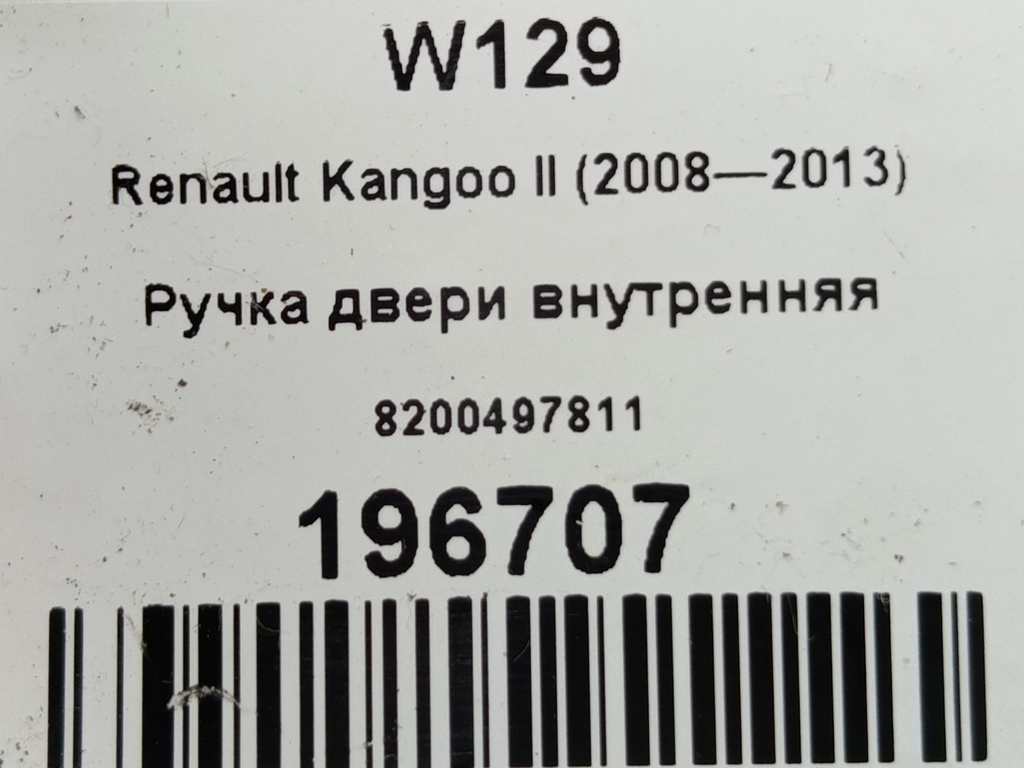 W129
Renault Kangoo II (2008—2013)
Ручка двери внутренняя
8200497811
196707